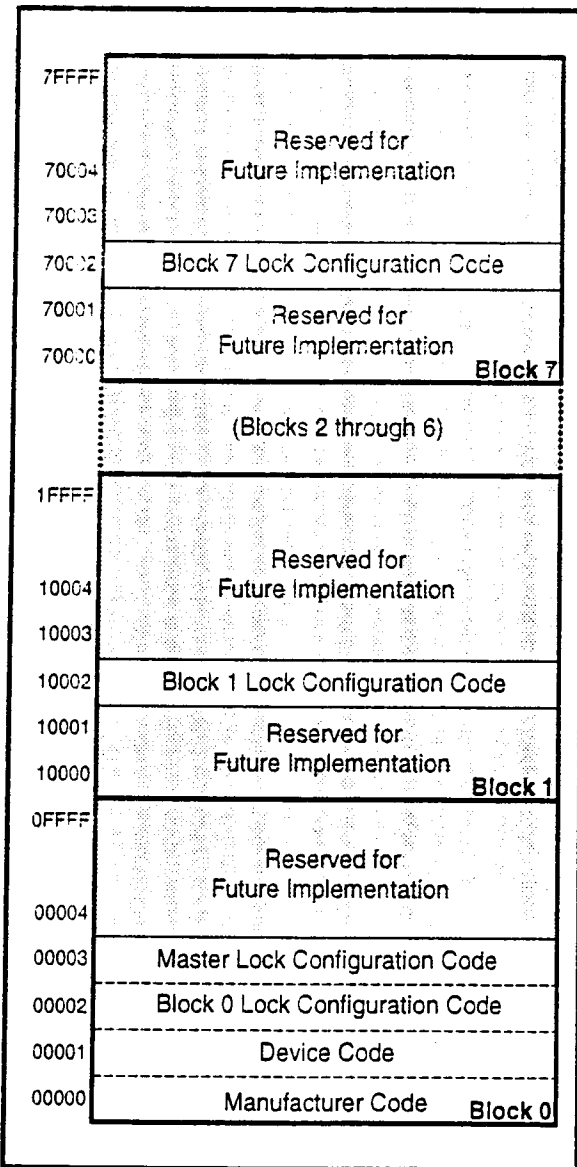 7FFFF
Reserved for
Future Implementation
70004
70003
70002 Block 7 Lock Configuration Code
70001 Reserved for
Future Implementation
70000
Block 7
(Blocks 2 through 6)
1FFFF
Reserved for
Future Implementation
10004
10003
10002 Block 1 Lock Configuration Code
10001 Reserved for
Future Implementation
10000
Block 1
0FFFF
Reserved for
Future Implementation
00004
00003 Master Lock Configuration Code
00002 Block 0 Lock Configuration Code
00001 Device Code
00000 Manufacturer Code Block 0